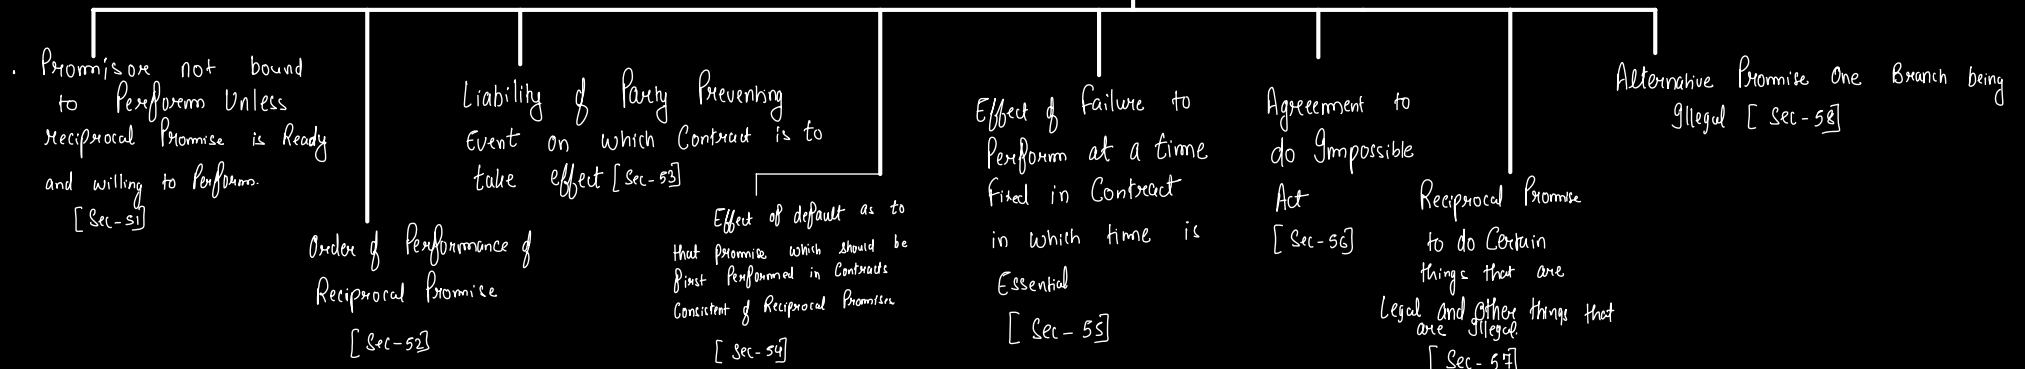 . Promisor not bound
to Perform Unless
reciprocal Promise is Ready
and willing to Perform.
[Sec-51]
Order of Performance of
Reciprocal Promise
[Sec-52]
Liability of Party Preventing
Event on which Contract is to
take effect [Sec-53]
Effect of default as to
that promise which should be
first Performed in Contracts
Consistent of Reciprocal Promises
[Sec-54]
Effect of failure to
Perform at a time
fixed in Contract
in which time is
Essential
[Sec-55]
Agreeement to
do Impossible
Act
[Sec-56]
Reciprocal Promise
to do Certain
things that are
Legal and other things that
are Illegal.
[Sec-57]
Alternative Promise One Branch being
Illegal [Sec-58]